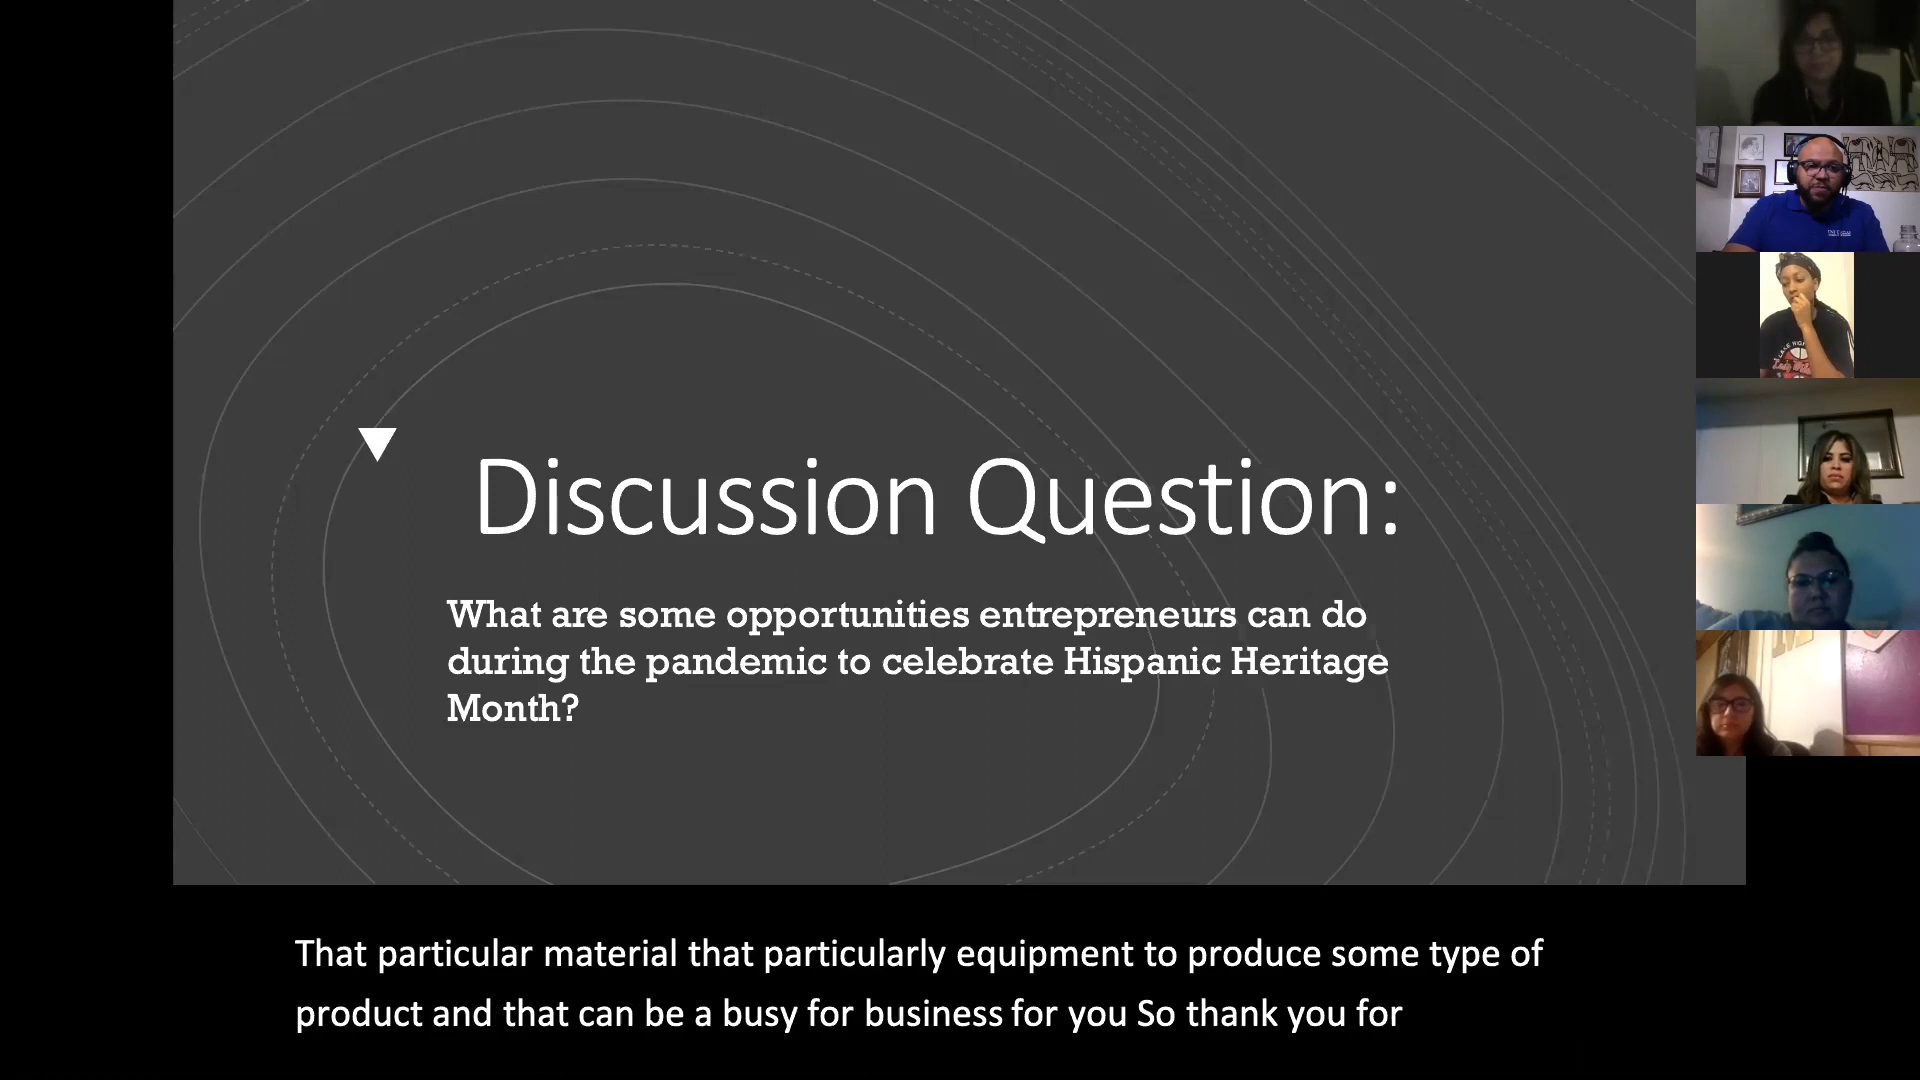 Discussion Question:
What are some opportunities entrepreneurs can do
during the pandemic to celebrate Hispanic Heritage
Month?
That particular material that particularly equipment to produce some type of
product and that can be a busy for business for you So thank you for